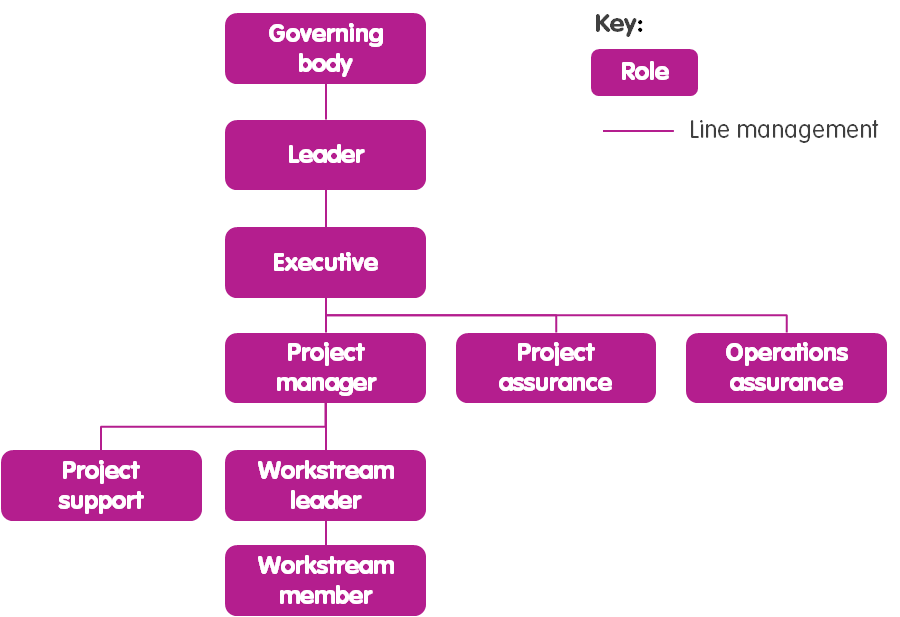 Governing
body
Key:
Role
Line management
Leader
Executive
Project
manager
Project
assurance
Operations
assurance
Project
support
Workstream
leader
Workstream
member